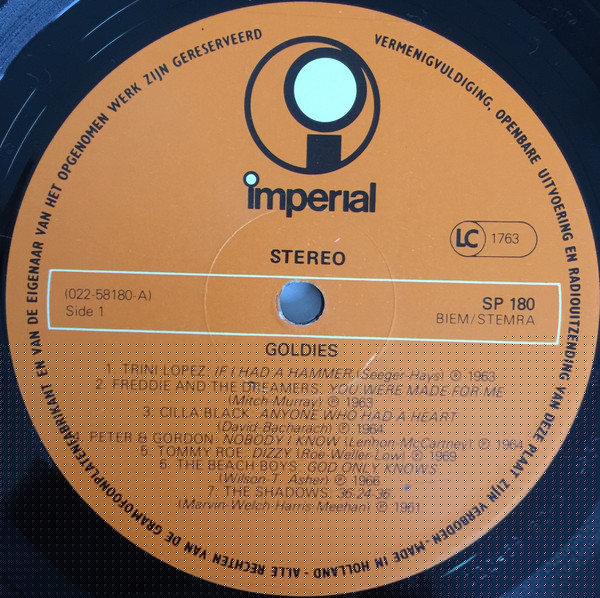 VERMENIGVULDIGING, OPENBARE UITVOERING EN RADIOUITZENDING VAN DEZE PLAAT ZIJN VERBODEN-MADE IN HOLLAND-ALLE RECHTEN VAN DE GRAMOFOONPLATENFABRIKANT EN VAN DE EIGENAAR VAN HET OPGENOMEN WERK ZIJN GERESERVEERD
imperial
LC 1763
STEREO
(022-58180-A) SP 180
Side 1 BIEM/STEMRA
GOLDIES
1. TRINI LOPEZ: IF I HAD A HAMMER (Seeger-Hays) ℗ 1963
2. FREDDIE AND THE DREAMERS: YOU WERE MADE FOR ME
(Mitch-Murray) ℗ 1963
3. CILLA BLACK: ANYONE WHO HAD A HEART
(David-Bacharach) ℗ 1964
PETER & GORDON: NOBODY I KNOW (Lennon-McCartney) ℗ 1964
5. TOMMY ROE: DIZZY (Roe-Weller-Low) ℗ 1969
6. THE BEACH BOYS: GOD ONLY KNOWS
(Wilson-T. Asher) ℗ 1966
7. THE SHADOWS: 36-24-36
(Marvin-Welch-Harris-Meehan) ℗ 1961